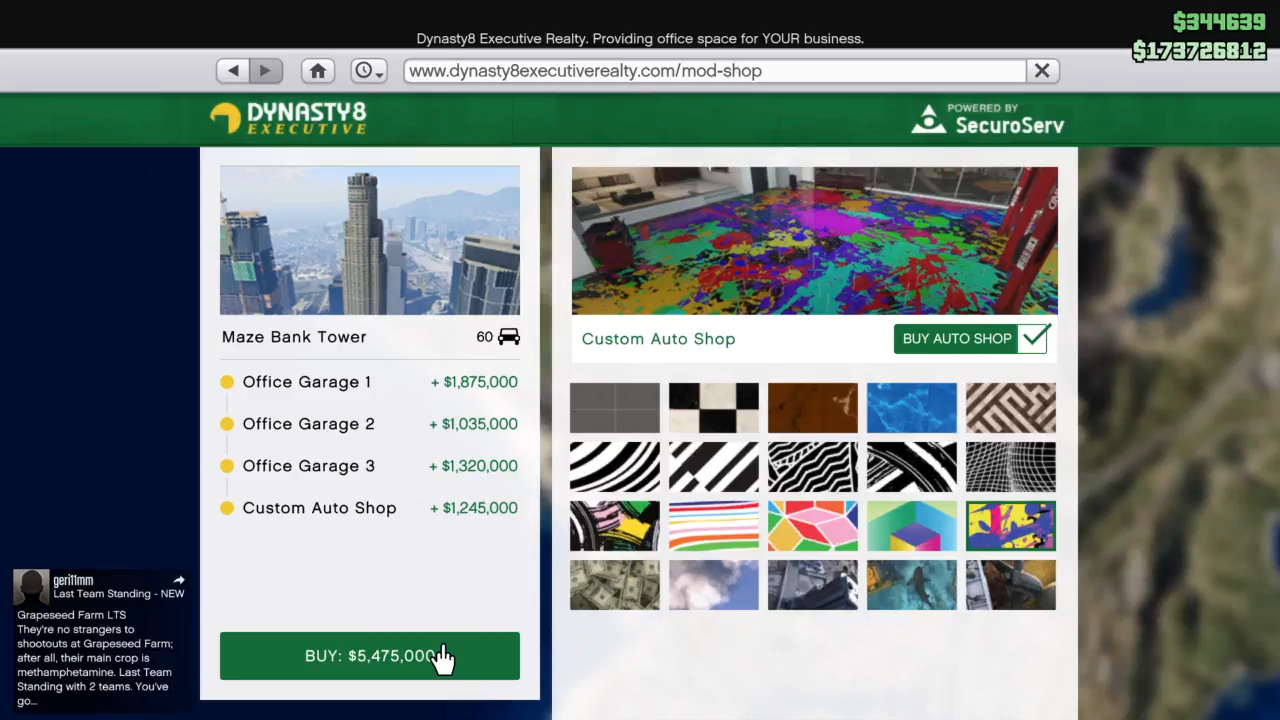 $344639
Dynasty8 Executive Realty. Providing office space for YOUR business.
$173726812
www.dynasty8executiverealty.com/mod-shop
DYNASTY8
EXECUTIVE
POWERED BY
SecuroServ
Maze Bank Tower 60
Office Garage 1 + $1,875,000
Office Garage 2 + $1,035,000
Office Garage 3 + $1,320,000
Custom Auto Shop + $1,245,000
BUY: $5,475,000
Custom Auto Shop BUY AUTO SHOP
geri11mm
Last Team Standing - NEW
Grapeseed Farm LTS
They're no strangers to
shootouts at Grapeseed Farm;
after all, their main crop is
methamphetamine. Last Team
Standing with 2 teams. You've
go...